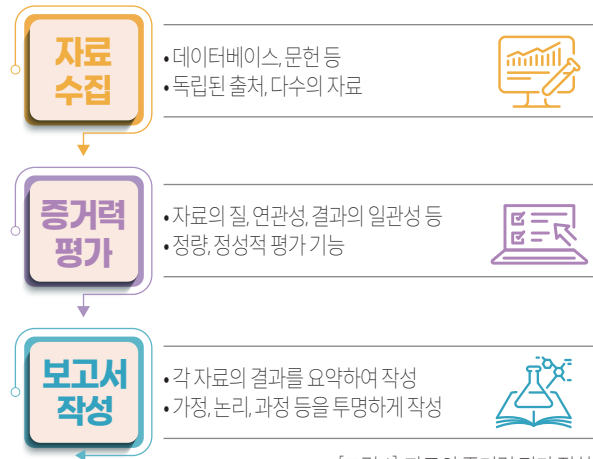 자료
수집
• 데이터베이스, 문헌 등
• 독립된 출처, 다수의 자료
증거력
평가
• 자료의 질, 연관성, 결과의 일관성 등
• 정량, 정성적 평가 기능
보고서
작성
• 각 자료의 결과를 요약하여 작성
• 가정, 논리, 과정 등을 투명하게 작성